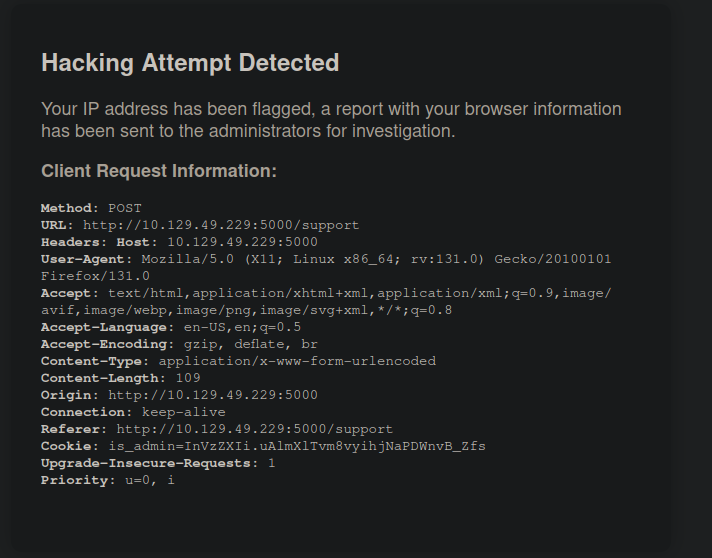 Hacking Attempt Detected
Your IP address has been flagged, a report with your browser information
has been sent to the administrators for investigation.
Client Request Information:
Method: POST
URL: http://10.129.49.229:5000/support
Headers: Host: 10.129.49.229:5000
User-Agent: Mozilla/5.0 (X11; Linux x86_64; rv:131.0) Gecko/20100101
Firefox/131.0
Accept: text/html,application/xhtml+xml,application/xml;q=0.9,image/
avif,image/webp,image/png,image/svg+xml,*/*;q=0.8
Accept-Language: en-US,en;q=0.5
Accept-Encoding: gzip, deflate, br
Content-Type: application/x-www-form-urlencoded
Content-Length: 109
Origin: http://10.129.49.229:5000
Connection: keep-alive
Referer: http://10.129.49.229:5000/support
Cookie: is_admin=InVzZXIi.uAlmXlTvm8vyihjNaPDWnvB_Zfs
Upgrade-Insecure-Requests: 1
Priority: u=0, i